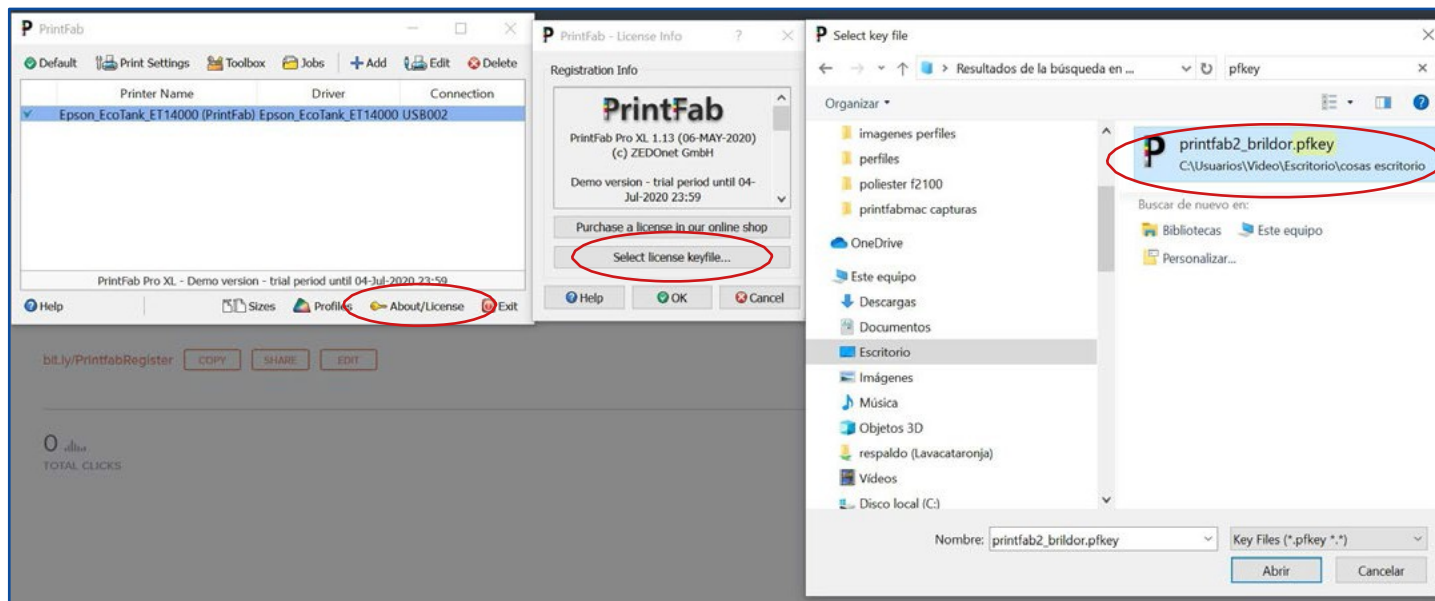 PrintFab
Default Print Settings Toolbox Jobs Add Edit Delete
Printer Name Driver Connection
Epson_EcoTank_ET14000 (PrintFab) Epson_EcoTank_ET14000 USB002
PrintFab Pro XL - Demo version - trial period until 04-Jul-2020 23:59
Help Sizes Profiles About/License Exit
bit.ly/PrintfabRegister COPY SHARE EDIT
0
TOTAL CLICKS
PrintFab - License Info ?
Registration Info
PrintFab
PrintFab Pro XL 1.13 (06-MAY-2020)
(c) ZEDOnet GmbH
Demo version - trial period until 04-
Jul-2020 23:59
Purchase a license in our online shop
Select license keyfile...
Help OK Cancel
Select key file
Resultados de la búsqueda en ... pfkey
Organizar
imagenes perfiles
perfiles
poliester f2100
printfabmac capturas
OneDrive
Este equipo
Descargas
Documentos
Escritorio
Imágenes
Música
Objetos 3D
respaldo (Lavacataronja)
Vídeos
Disco local (C:)
printfab2_brildor.pfkey
C:\Usuarios\Video\Escritorio\cosas escritorio
Buscar de nuevo en:
Bibliotecas Este equipo
Personalizar...
Nombre: printfab2_brildor.pfkey Key Files (*.pfkey *.*)
Abrir Cancelar